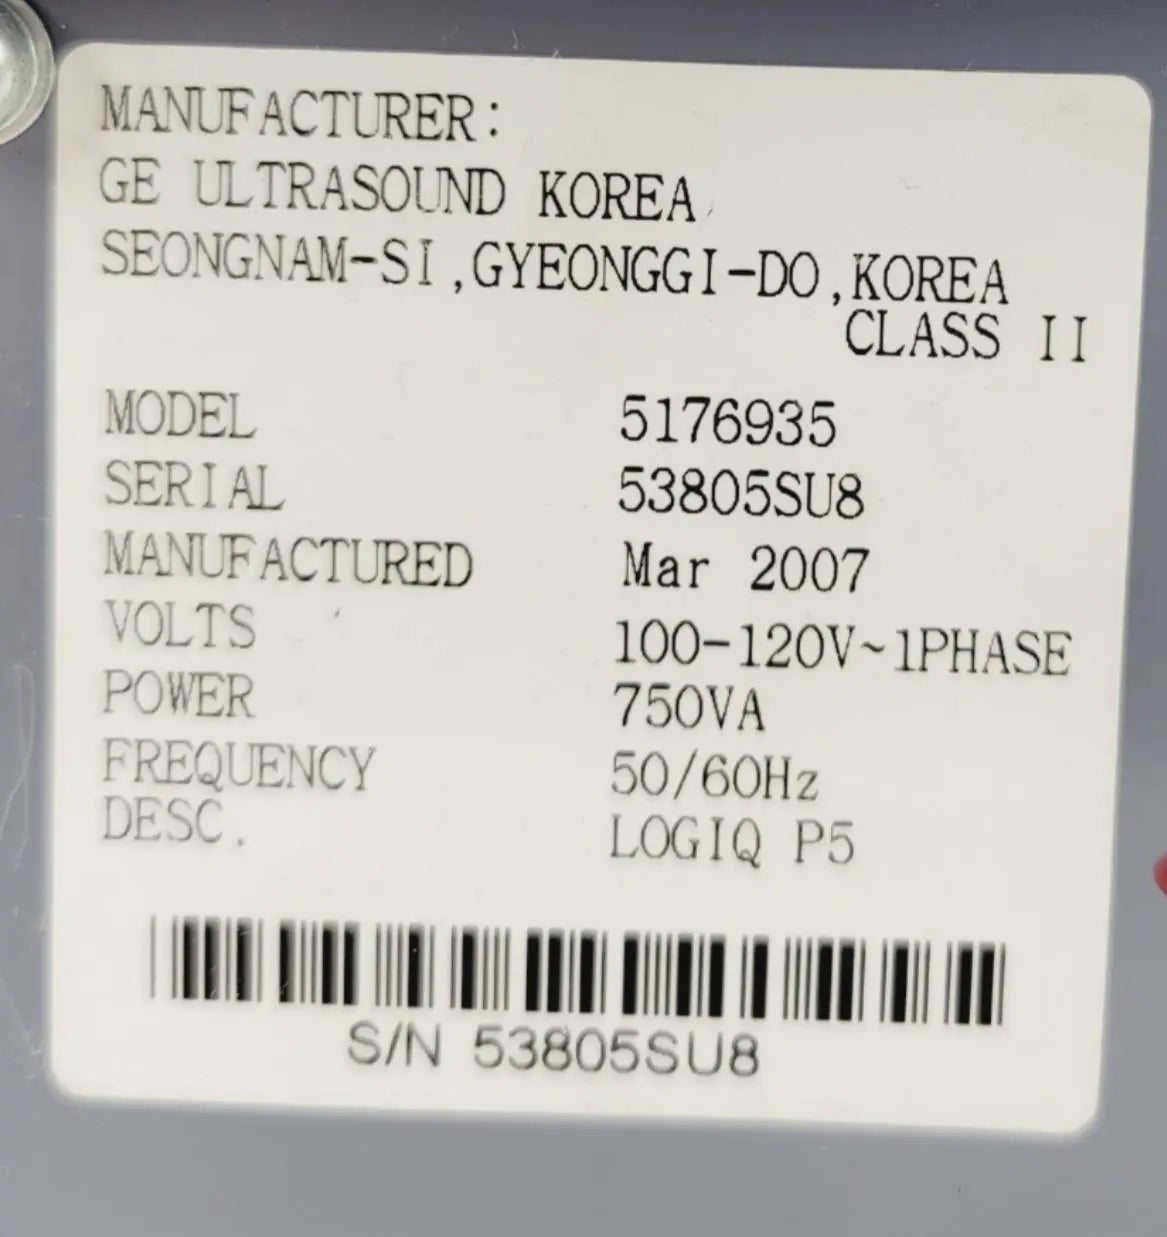 MANUFACTURER:
GE ULTRASOUND KOREA
SEONGNAM-SI,GYEONGGI-DO,KOREA
CLASS II
MODEL 5176935
SERIAL 53805SU8
MANUFACTURED Mar 2007
VOLTS 100-120V~1PHASE
POWER 750VA
FREQUENCY 50/60Hz
DESC. LOGIQ P5
S/N 53805SU8